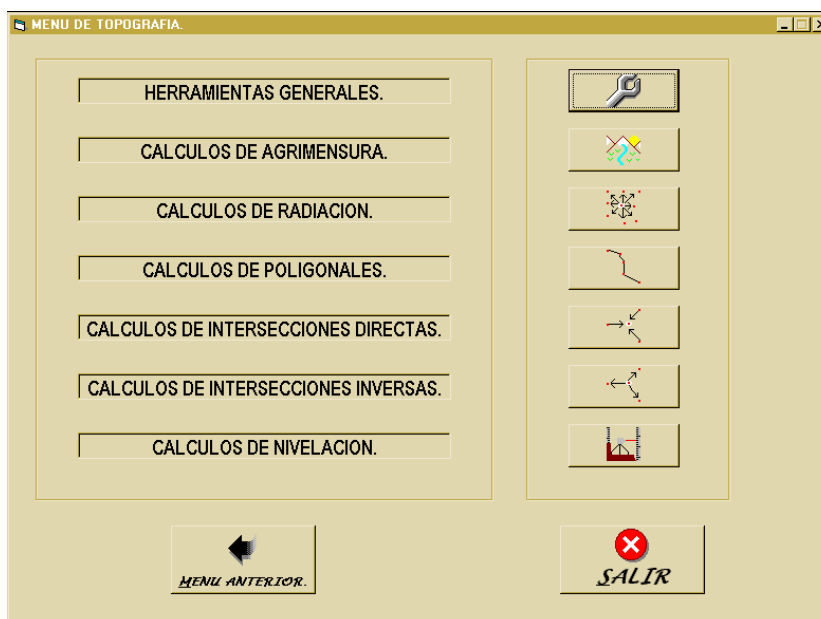 MENU DE TOPOGRAFIA.
HERRAMIENTAS GENERALES.
CALCULOS DE AGRIMENSURA.
CALCULOS DE RADIACION.
CALCULOS DE POLIGONALES.
CALCULOS DE INTERSECCIONES DIRECTAS.
CALCULOS DE INTERSECCIONES INVERSAS.
CALCULOS DE NIVELACION.
MENU ANTERIOR.
SALIR